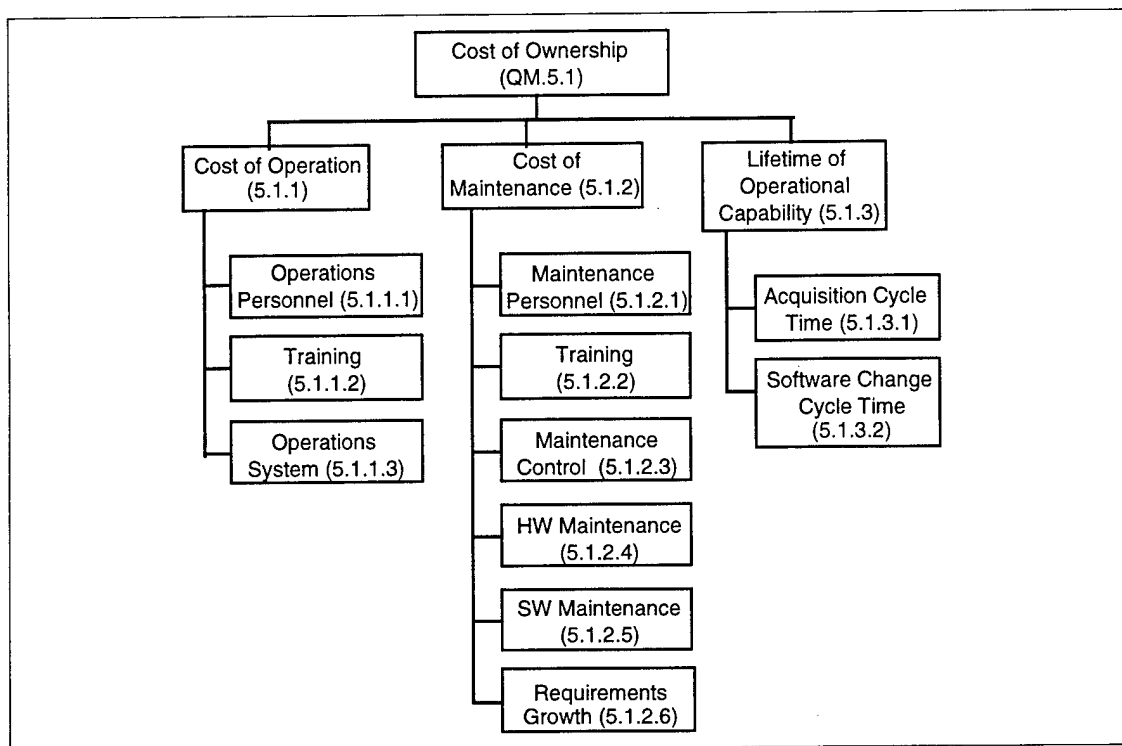 Cost of Ownership
(QM.5.1)
Cost of Operation
(5.1.1)
Operations
Personnel (5.1.1.1)
Training
(5.1.1.2)
Operations
System (5.1.1.3)
Cost of
Maintenance (5.1.2)
Maintenance
Personnel (5.1.2.1)
Training
(5.1.2.2)
Maintenance
Control (5.1.2.3)
HW Maintenance
(5.1.2.4)
SW Maintenance
(5.1.2.5)
Requirements
Growth (5.1.2.6)
Lifetime of
Operational
Capability (5.1.3)
Acquisition Cycle
Time (5.1.3.1)
Software Change
Cycle Time
(5.1.3.2)